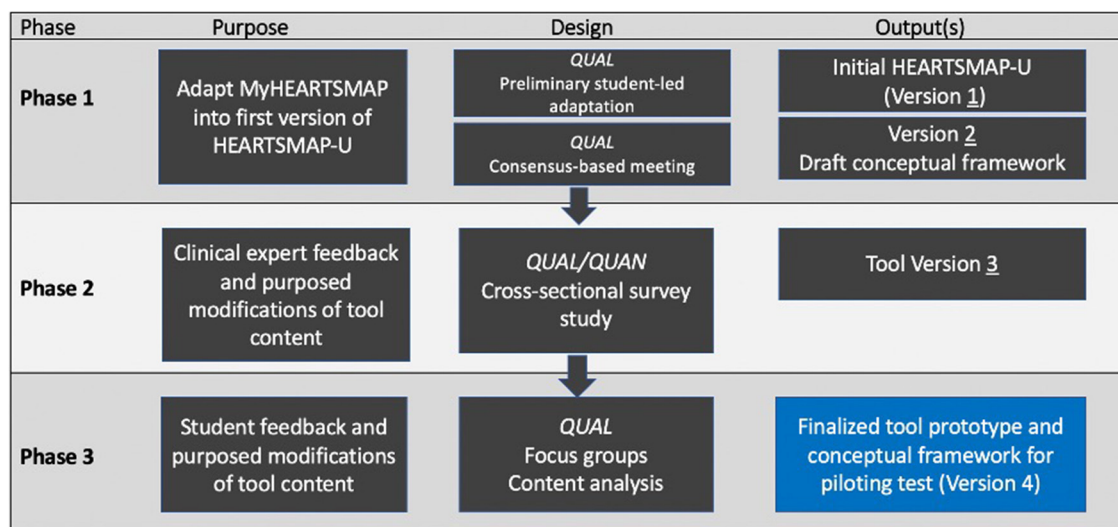 Phase Purpose Design Output(s)
Phase 1
Adapt MyHEARTSMAP
into first version of
HEARTSMAP-U
QUAL
Preliminary student-led
adaptation
QUAL
Consensus-based meeting
Initial HEARTSMAP-U
(Version 1)
Version 2
Draft conceptual framework
Phase 2
Clinical expert feedback
and purposed
modifications of tool
content
QUAL/QUAN
Cross-sectional survey
study
Tool Version 3
Phase 3
Student feedback and
purposed modifications
of tool content
QUAL
Focus groups
Content analysis
Finalized tool prototype and
conceptual framework for
piloting test (Version 4)